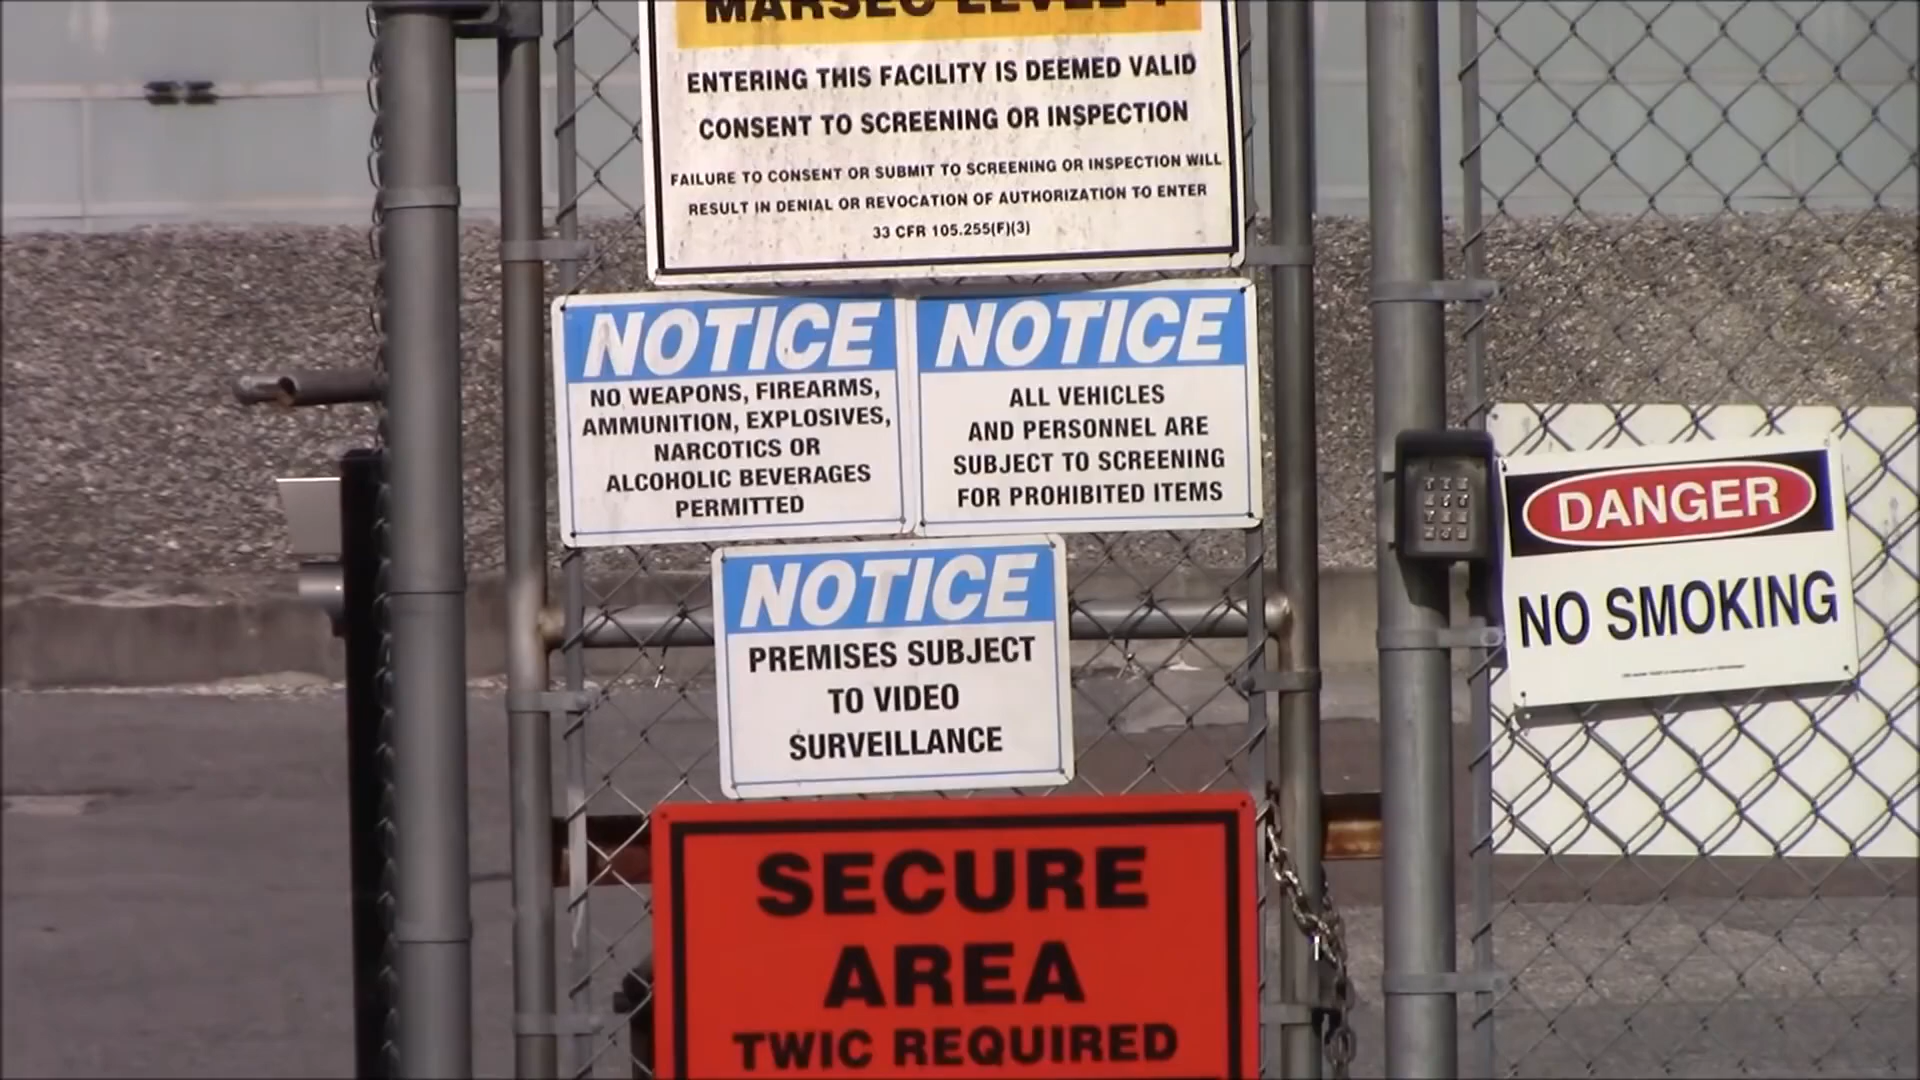 MARSEC LEVEL 1
ENTERING THIS FACILITY IS DEEMED VALID
CONSENT TO SCREENING OR INSPECTION
FAILURE TO CONSENT OR SUBMIT TO SCREENING OR INSPECTION WILL
RESULT IN DENIAL OR REVOCATION OF AUTHORIZATION TO ENTER
33 CFR 105.255(F)(3)
NOTICE
NO WEAPONS, FIREARMS,
AMMUNITION, EXPLOSIVES,
NARCOTICS OR
ALCOHOLIC BEVERAGES
PERMITTED
NOTICE
ALL VEHICLES
AND PERSONNEL ARE
SUBJECT TO SCREENING
FOR PROHIBITED ITEMS
NOTICE
PREMISES SUBJECT
TO VIDEO
SURVEILLANCE
DANGER
NO SMOKING
SECURE
AREA
TWIC REQUIRED